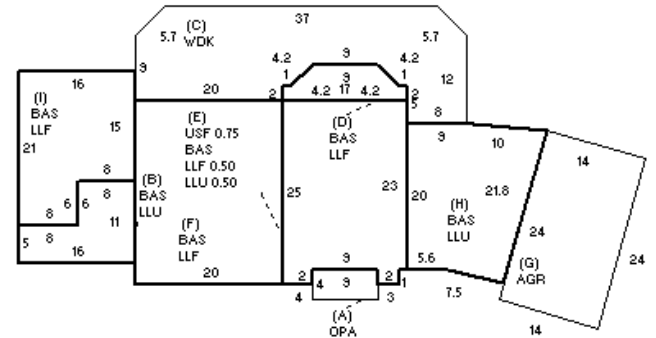 37
(C)
WDK
5.7
5.7
4.2
9
4.2
9
1
9
1
12
16
20
2
4.2
17
4.2
2
5
8
(I)
BAS
LLF
15
(E)
USF 0.75
BAS
LLF 0.50
LLU 0.50
(D)
BAS
LLF
9
10
14
21
8
8
(B)
BAS
LLU
25
23
20
21.8
(H)
BAS
LLU
6
6
8
11
(F)
BAS
LLF
8
5
16
24
24
20
9
5.6
(G)
AGR
2
4
9
2
1
4
3
7.5
(A)
OPA
14